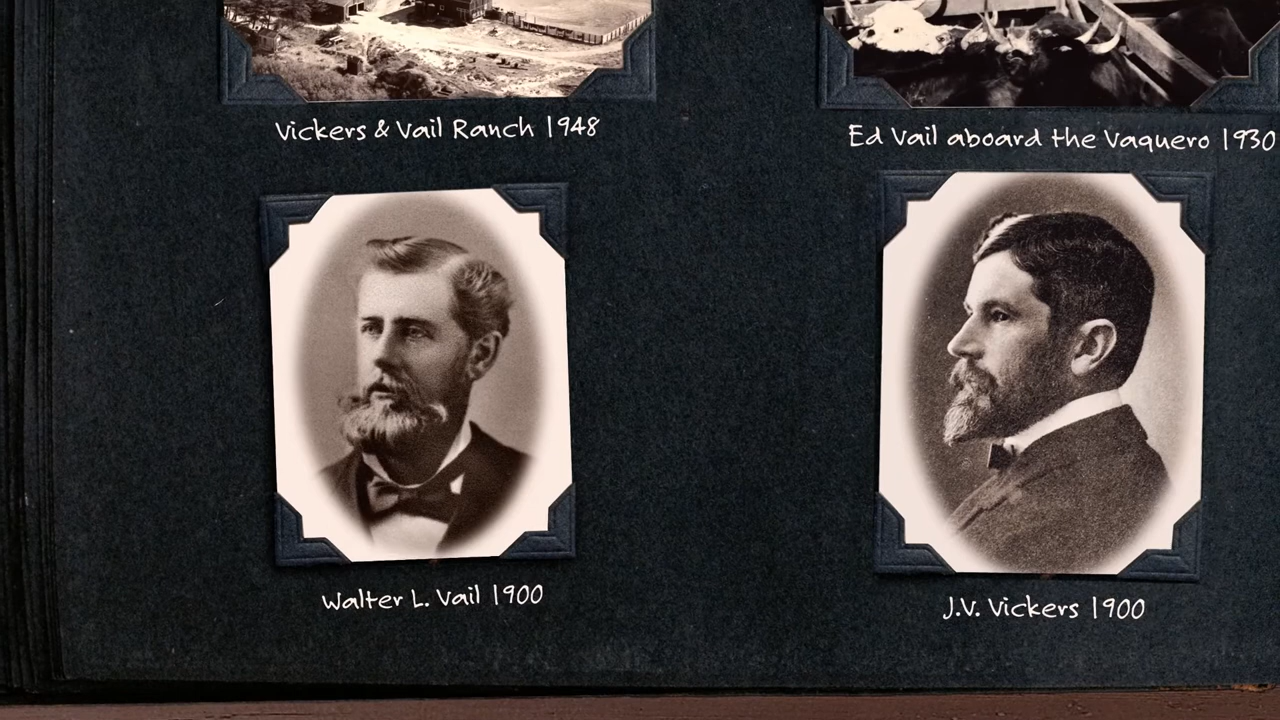 Vickers & Vail Ranch 1948
Ed Vail aboard the Vaquero 1930
Walter L. Vail 1900
J.V. Vickers 1900